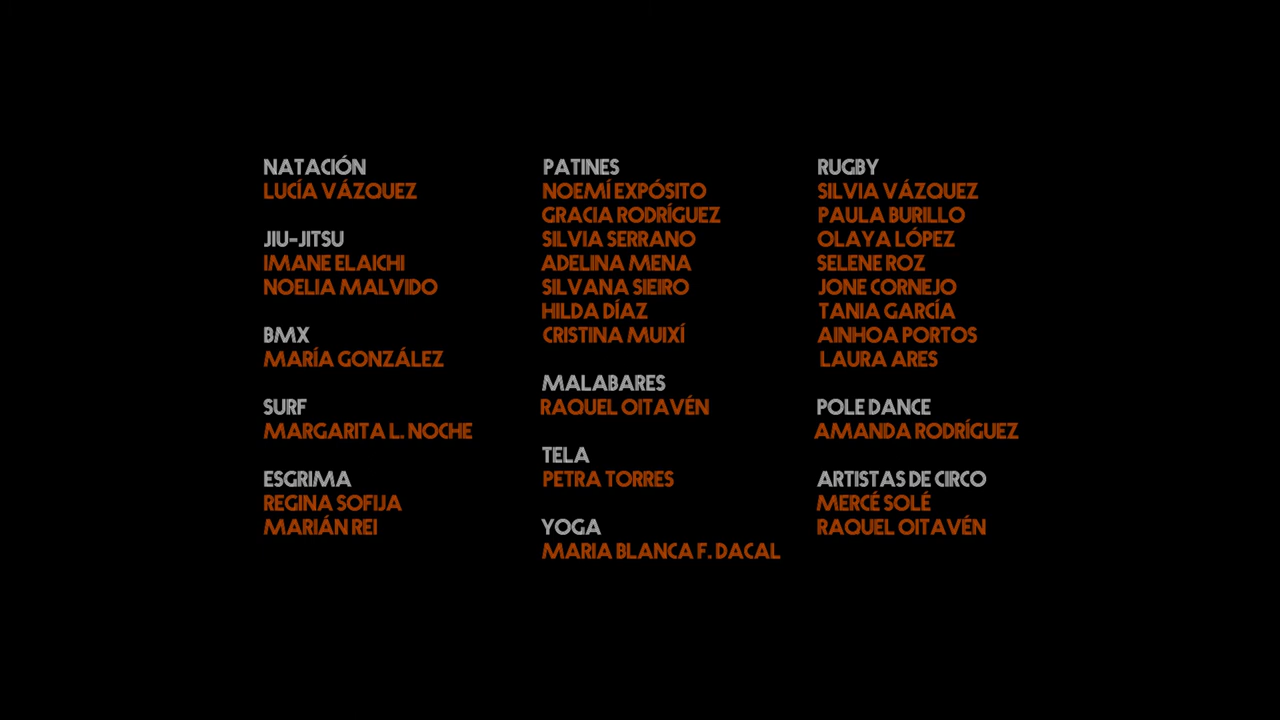 NATACIÓN
LUCÍA VÁZQUEZ
JIU-JITSU
IMANE ELAICHI
NOELIA MALVIDO
BMX
MARÍA GONZÁLEZ
SURF
MARGARITA L. NOCHE
ESGRIMA
REGINA SOFIJA
MARIÁN REI
PATINES
NOEMÍ EXPÓSITO
GRACIA RODRÍGUEZ
SILVIA SERRANO
ADELINA MENA
SILVANA SIEIRO
HILDA DÍAZ
CRISTINA MUIXÍ
MALABARES
RAQUEL OITAVÉN
TELA
PETRA TORRES
YOGA
MARIA BLANCA F. DACAL
RUGBY
SILVIA VÁZQUEZ
PAULA BURILLO
OLAYA LÓPEZ
SELENE ROZ
JONE CORNEJO
TANIA GARCÍA
AINHOA PORTOS
LAURA ARES
POLE DANCE
AMANDA RODRÍGUEZ
ARTISTAS DE CIRCO
MERCÉ SOLÉ
RAQUEL OITAVÉN